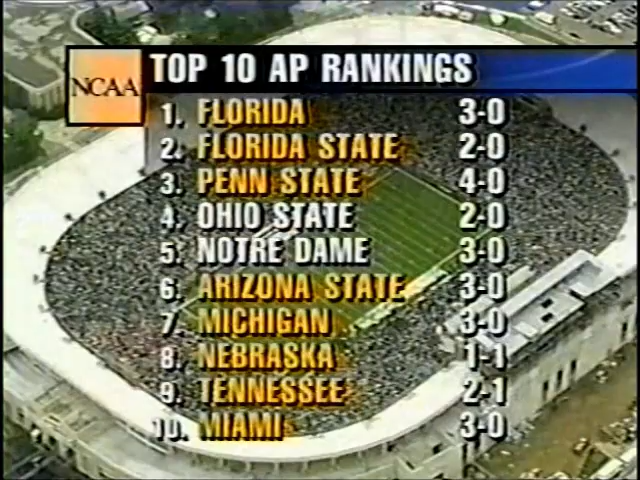 NCAA
TOP 10 AP RANKINGS
1. FLORIDA 3-0
2. FLORIDA STATE 2-0
3. PENN STATE 4-0
4. OHIO STATE 2-0
5. NOTRE DAME 3-0
6. ARIZONA STATE 3-0
7. MICHIGAN 3-0
8. NEBRASKA 1-1
9. TENNESSEE 2-1
10. MIAMI 3-0